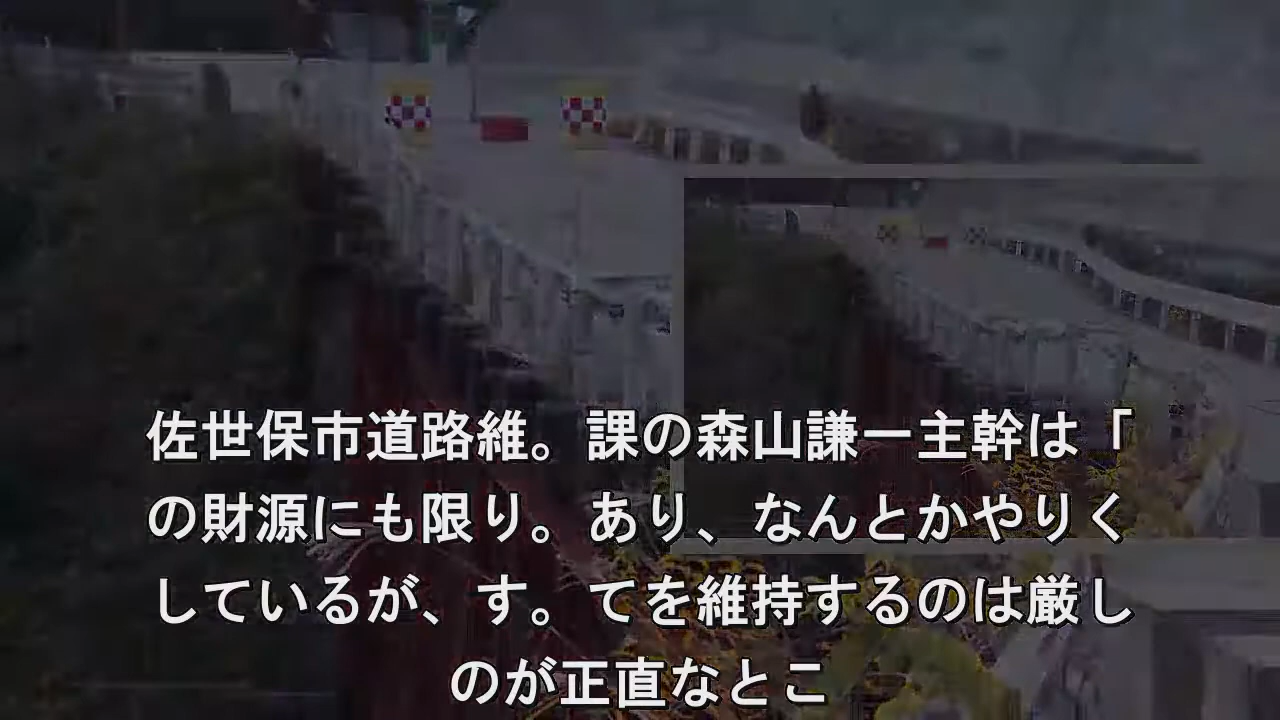 佐世保市道路維。課の森山謙一主幹は「
の財源にも限り。あり、なんとかやりく
しているが、す。てを維持するのは厳し
のが正直なとこ